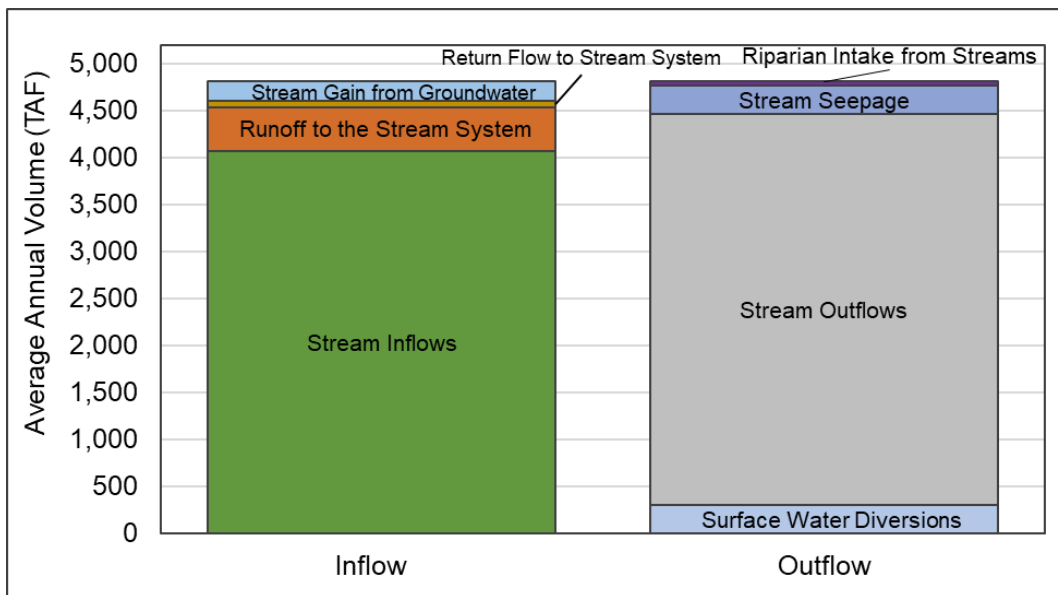 Average Annual Volume (TAF)
5,000
4,500
4,000
3,500
3,000
2,500
2,000
1,500
1,000
500
0
Return Flow to Stream System
Stream Gain from Groundwater
Runoff to the Stream System
Stream Inflows
Riparian Intake from Streams
Stream Seepage
Stream Outflows
Surface Water Diversions
Inflow
Outflow